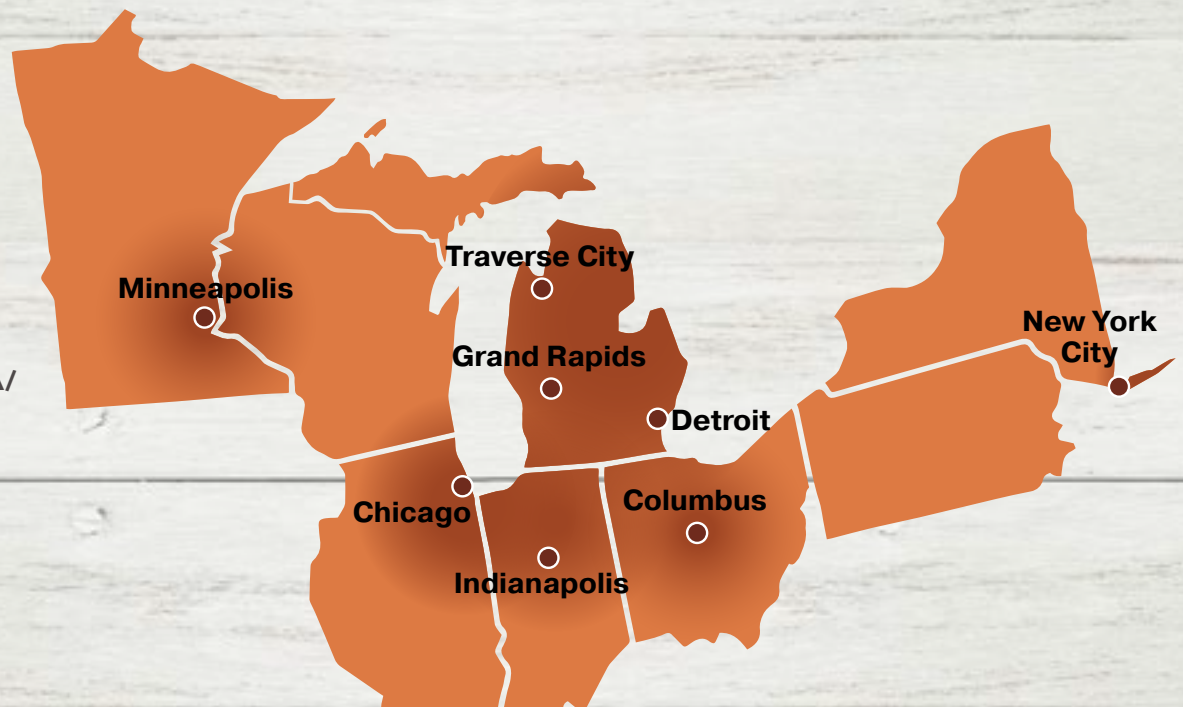 Traverse City
Minneapolis
New York
City
Grand Rapids
Detroit
Columbus
Chicago
Indianapolis